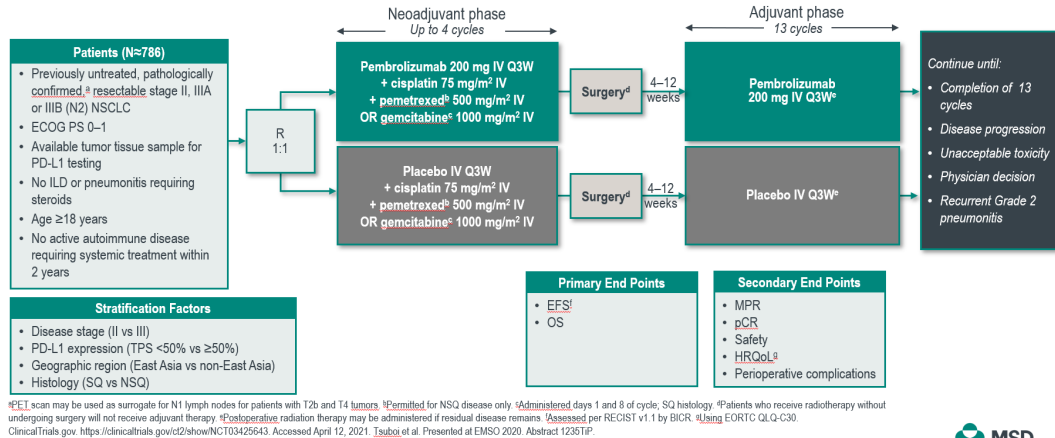 Neoadjuvant phase
Up to 4 cycles
Adjuvant phase
13 cycles
Patients (N≈786)
• Previously untreated, pathologically
confirmed,a resectable stage II, IIIA
or IIIB (N2) NSCLC
• ECOG PS 0–1
• Available tumor tissue sample for
PD-L1 testing
• No ILD or pneumonitis requiring
steroids
• Age ≥18 years
• No active autoimmune disease
requiring systemic treatment within
2 years
R
1:1
Pembrolizumab 200 mg IV Q3W
+ cisplatin 75 mg/m2 IV
+ pemetrexedb 500 mg/m2 IV
OR gemcitabinec 1000 mg/m2 IV
Surgeryd
4–12
weeks
Pembrolizumab
200 mg IV Q3We
Placebo IV Q3W
+ cisplatin 75 mg/m2 IV
+ pemetrexedb 500 mg/m2 IV
OR gemcitabinec 1000 mg/m2 IV
Surgeryd
4–12
weeks
Placebo IV Q3We
Continue until:
• Completion of 13
cycles
• Disease progression
• Unacceptable toxicity
• Physician decision
• Recurrent Grade 2
pneumonitis
Stratification Factors
• Disease stage (II vs III)
• PD-L1 expression (TPS <50% vs ≥50%)
• Geographic region (East Asia vs non-East Asia)
• Histology (SQ vs NSQ)
Primary End Points
• EFSf
• OS
Secondary End Points
• MPR
• pCR
• Safety
• HRQoLg
• Perioperative complications
aPET scan may be used as surrogate for N1 lymph nodes for patients with T2b and T4 tumors. bPermitted for NSQ disease only. cAdministered days 1 and 8 of cycle; SQ histology. dPatients who receive radiotherapy without
undergoing surgery will not receive adjuvant therapy. ePostoperative radiation therapy may be administered if residual disease remains. fAssessed per RECIST v1.1 by BICR. gUsing EORTC QLQ-C30.
ClinicalTrials.gov. https://clinicaltrials.gov/ct2/show/NCT03425643. Accessed April 12, 2021. Tsuboi et al. Presented at EMSO 2020. Abstract 1235TiP.
MSD